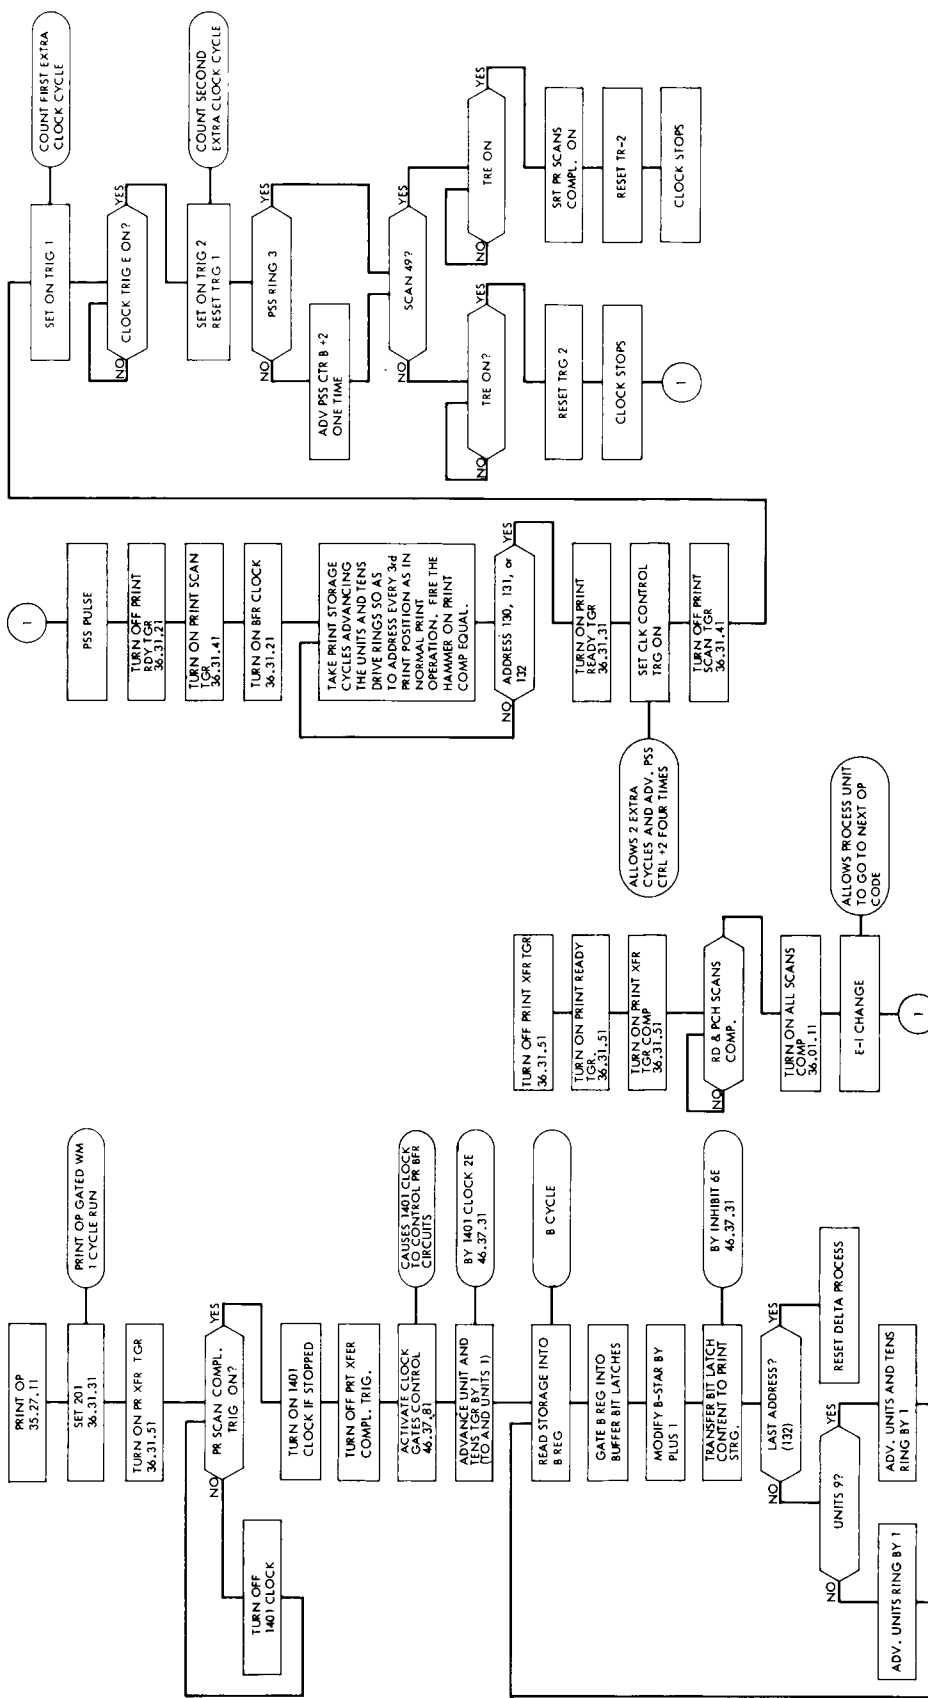 PRINT OP
35.27.11
SET 201
36.31.31
PRINT OP GATED WM
1 CYCLE RUN
TURN ON PR XFR TGR
36.31.51
PR SCAN COMPL.
TRIG ON?
NO
YES
TURN OFF
1401 CLOCK
TURN ON 1401
CLOCK IF STOPPED
TURN OFF PRT XFER
COMPL. TRIG.
ACTIVATE CLOCK
GATES CONTROL
46.37.81
CAUSES 1401 CLOCK
TO CONTROL PR BFR
CIRCUITS
ADVANCE UNIT AND
TENS TGR BY 1
(TO AND UNITS 1)
BY 1401 CLOCK 2E
46.37.31
READ STORAGE INTO
B REG
B CYCLE
GATE B REG INTO
BUFFER BIT LATCHES
MODIFY B-STAR BY
PLUS 1
TRANSFER BIT LATCH
CONTENT TO PRINT
STRG.
BY INHIBIT 6E
46.37.31
LAST ADDRESS?
(132)
NO
YES
RESET DELTA PROCESS
UNITS 9?
NO
YES
ADV. UNITS RING BY 1
ADV. UNITS AND TENS
RING BY 1
TURN OFF PRINT XFR TGR
36.31.51
TURN ON PRINT READY
TGR
36.31.51
TURN ON PRINT XFR
TGR COMP
36.31.51
RD & PCH SCANS
COMP.
NO
TURN ON ALL SCANS
COMP
36.01.11
E-I CHANGE
ALLOWS PROCESS UNIT
TO GO TO NEXT OP
CODE
1
1
PSS PULSE
TURN OFF PRINT
RDY TGR
36.31.21
TURN ON PRINT SCAN
TGR
36.31.41
TURN ON BFR CLOCK
36.31.21
TAKE PRINT STORAGE
CYCLES ADVANCING
THE UNITS AND TENS
DRIVE RINGS SO AS
TO ADDRESS EVERY 3rd
PRINT POSITION AS IN
NORMAL PRINT
OPERATION. FIRE THE
HAMMER ON PRINT
COMP EQUAL.
ADDRESS 130, 131, or
132
NO
YES
TURN ON PRINT
READY TGR
36.31.31
SET CLK CONTROL
TRG ON
ALLOWS 2 EXTRA
CYCLES AND ADV. PSS
CTRL +2 FOUR TIMES
TURN OFF PRINT
SCAN TGR
36.31.41
SET ON TRIG 1
COUNT FIRST EXTRA
CLOCK CYCLE
CLOCK TRIG E ON?
NO
YES
SET ON TRIG 2
RESET TRG 1
COUNT SECOND
EXTRA CLOCK CYCLE
PSS RING 3
NO
YES
ADV PSS CTR B +2
ONE TIME
SCAN 49?
NO
YES
TRE ON?
NO
YES
RESET TRG 2
CLOCK STOPS
1
TRE ON
NO
YES
SRT PR SCANS
COMPL. ON
RESET TR-2
CLOCK STOPS